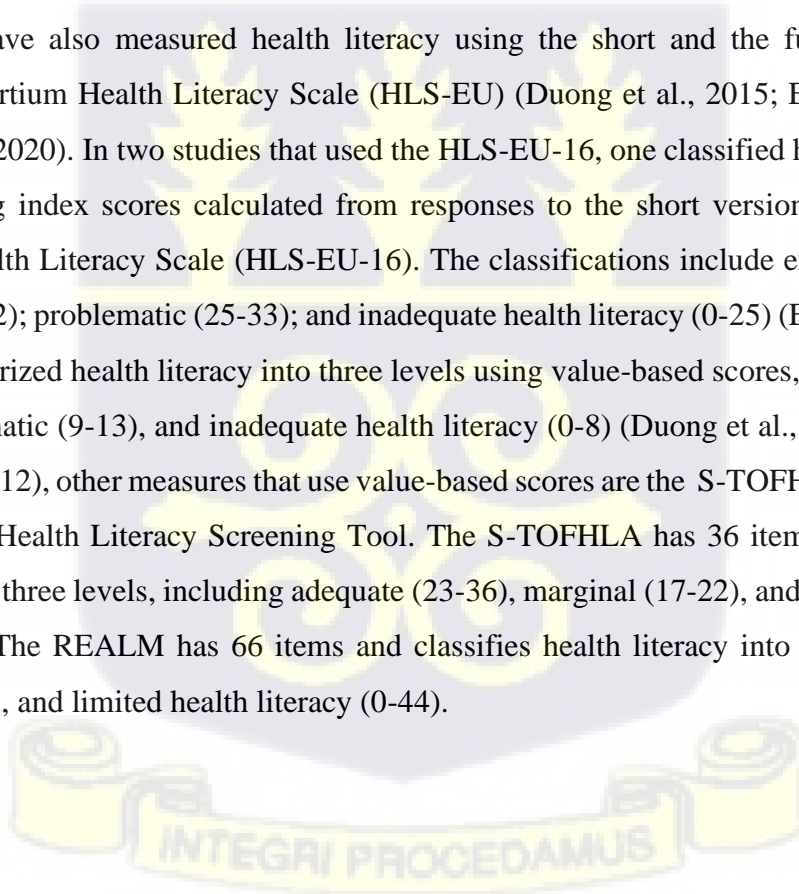 ave also measured health literacy using the short and the fu
rtium Health Literacy Scale (HLS-EU) (Duong et al., 2015; E
2020). In two studies that used the HLS-EU-16, one classified h
g index scores calculated from responses to the short version
lth Literacy Scale (HLS-EU-16). The classifications include e
2); problematic (25-33); and inadequate health literacy (0-25) (E
rized health literacy into three levels using value-based scores,
natic (9-13), and inadequate health literacy (0-8) (Duong et al.,
12), other measures that use value-based scores are the S-TOFH
Health Literacy Screening Tool. The S-TOFHLA has 36 item
three levels, including adequate (23-36), marginal (17-22), and
The REALM has 66 items and classifies health literacy into
, and limited health literacy (0-44).
INTEGRI PROCEDAMUS